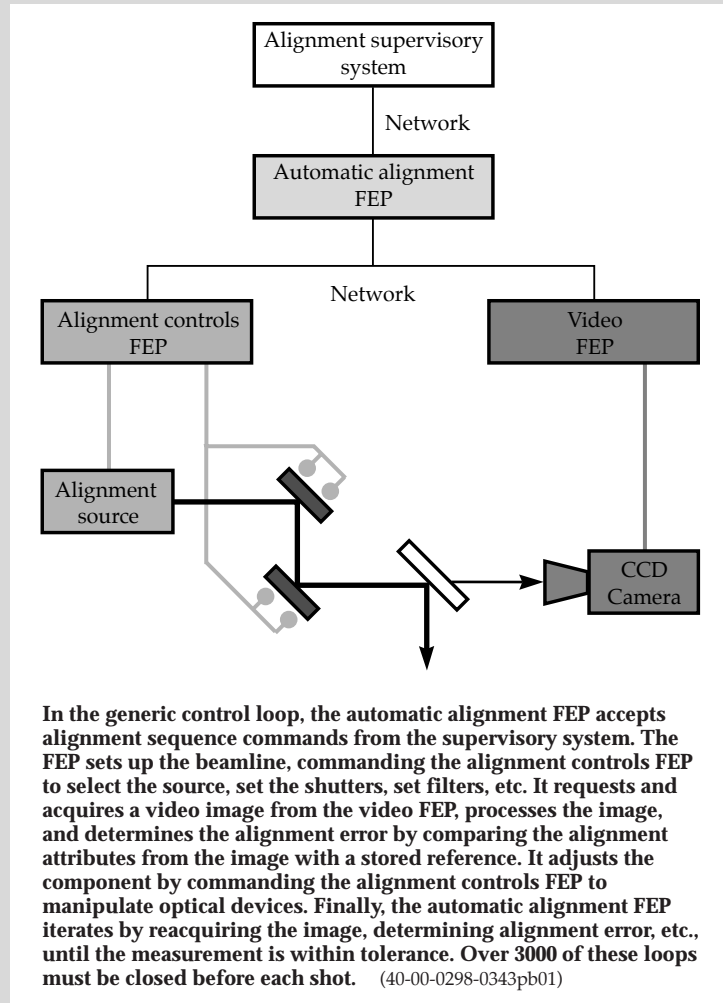 Alignment supervisory
system
Network
Automatic alignment
FEP
Network
Alignment controls
FEP
Video
FEP
Alignment
source
CCD
Camera
In the generic control loop, the automatic alignment FEP accepts
alignment sequence commands from the supervisory system. The
FEP sets up the beamline, commanding the alignment controls FEP
to select the source, set the shutters, set filters, etc. It requests and
acquires a video image from the video FEP, processes the image,
and determines the alignment error by comparing the alignment
attributes from the image with a stored reference. It adjusts the
component by commanding the alignment controls FEP to
manipulate optical devices. Finally, the automatic alignment FEP
iterates by reacquiring the image, determining alignment error, etc.,
until the measurement is within tolerance. Over 3000 of these loops
must be closed before each shot. (40-00-0298-0343pb01)